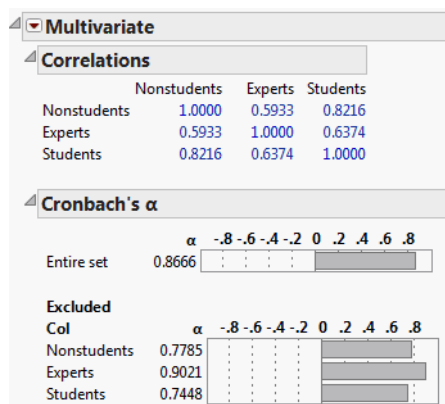 Multivariate
Correlations
Nonstudents Experts Students
Nonstudents 1.0000 0.5933 0.8216
Experts 0.5933 1.0000 0.6374
Students 0.8216 0.6374 1.0000
Cronbach's α
α -.8 -.6 -.4 -.2 0 .2 .4 .6 .8
Entire set 0.8666
Excluded
Col α -.8 -.6 -.4 -.2 0 .2 .4 .6 .8
Nonstudents 0.7785
Experts 0.9021
Students 0.7448